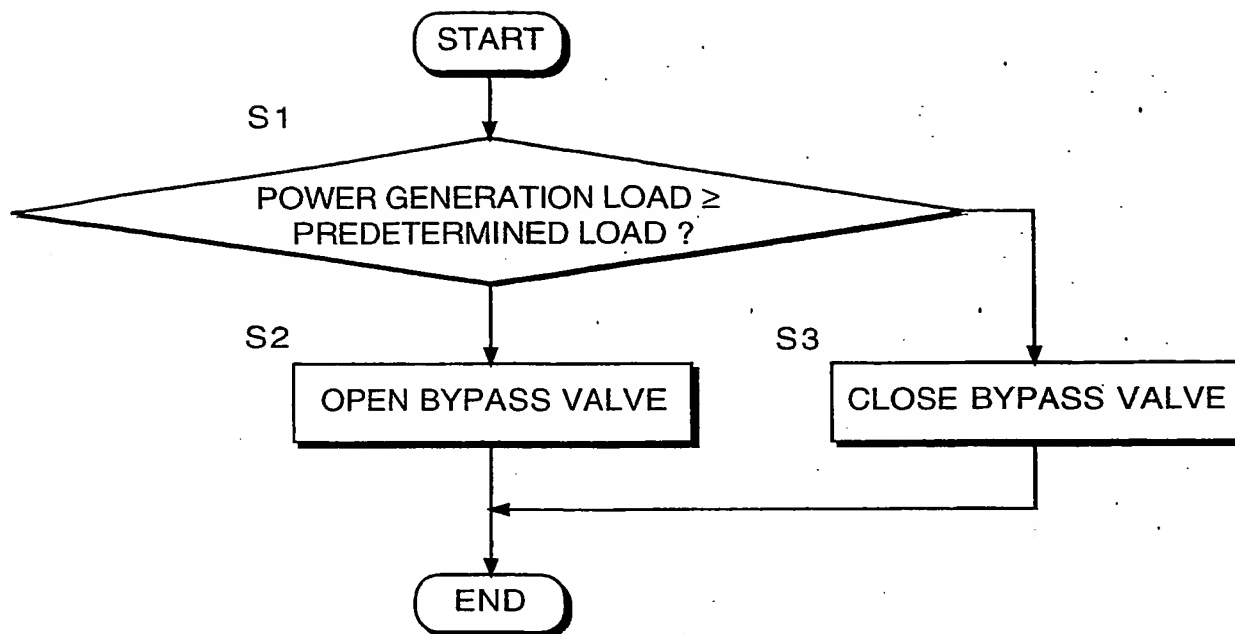 START
S1
POWER GENERATION LOAD ≥
PREDETERMINED LOAD ?
S2
OPEN BYPASS VALVE
S3
CLOSE BYPASS VALVE
END